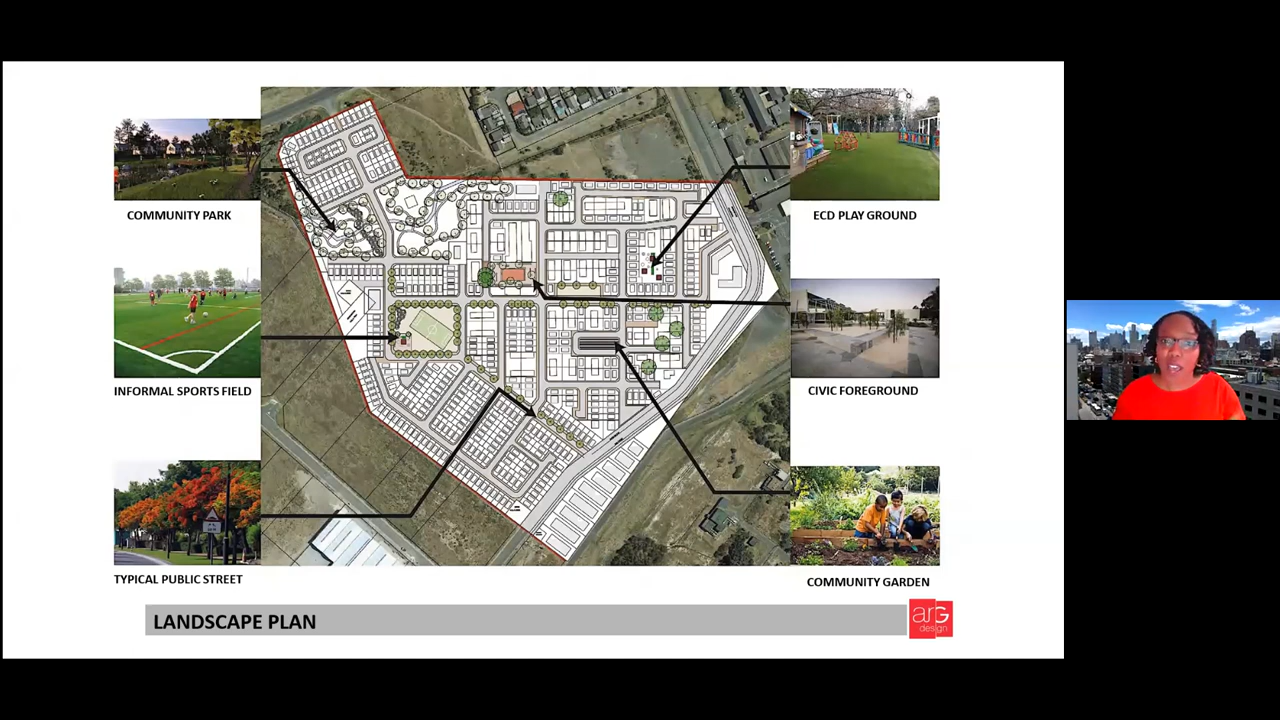 COMMUNITY PARK
ECD PLAY GROUND
INFORMAL SPORTS FIELD
CIVIC FOREGROUND
TYPICAL PUBLIC STREET
COMMUNITY GARDEN
LANDSCAPE PLAN
arG
design